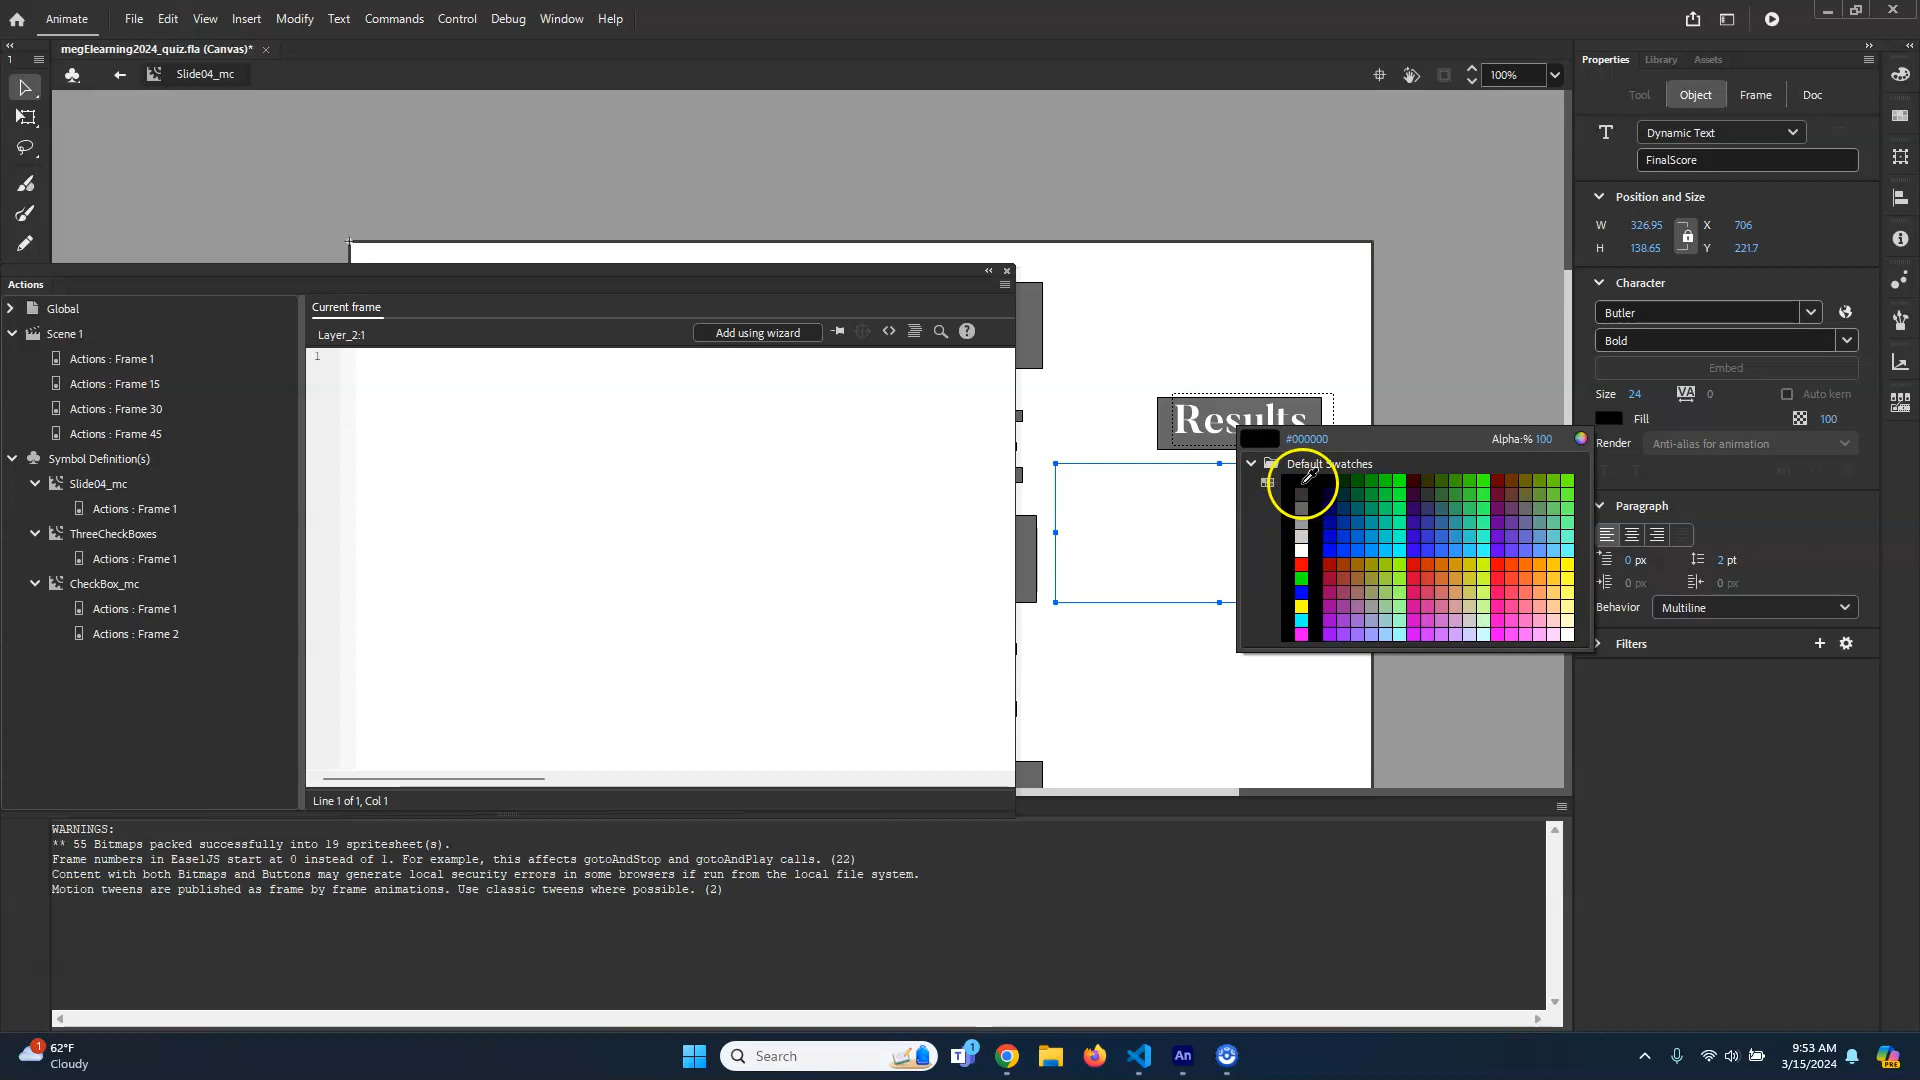 Animate File Edit View Insert Modify Text Commands Control Debug Window Help
megElearning2024_quiz.fla (Canvas)*
1
Slide04_mc 100%
Properties Library Assets
Tool Object Frame Doc
Dynamic Text
FinalScore
Position and Size
W 326.95 X 706
H 138.65 Y 221.7
Character
Butler
Bold
Embed
Size 24 VA 0 Auto kern
Fill 100
Render Anti-alias for animation
Paragraph
0 px 2 pt
0 px 0 px
Behavior Multiline
Filters
Actions
Global
Scene 1
Actions : Frame 1
Actions : Frame 15
Actions : Frame 30
Actions : Frame 45
Symbol Definition(s)
Slide04_mc
Actions : Frame 1
ThreeCheckBoxes
Actions : Frame 1
CheckBox_mc
Actions : Frame 1
Actions : Frame 2
Current frame
Layer_2:1 Add using wizard
1
Line 1 of 1, Col 1
Results
#000000 Alpha:% 100
Default Swatches
WARNINGS:
** 55 Bitmaps packed successfully into 19 spritesheet(s).
Frame numbers in EaselJS start at 0 instead of 1. For example, this affects gotoAndStop and gotoAndPlay calls. (22)
Content with both Bitmaps and Buttons may generate local security errors in some browsers if run from the local file system.
Motion tweens are published as frame by frame animations. Use classic tweens where possible. (2)
1
62°F
Cloudy
Search
1
An
9:53 AM
3/15/2024
PRE